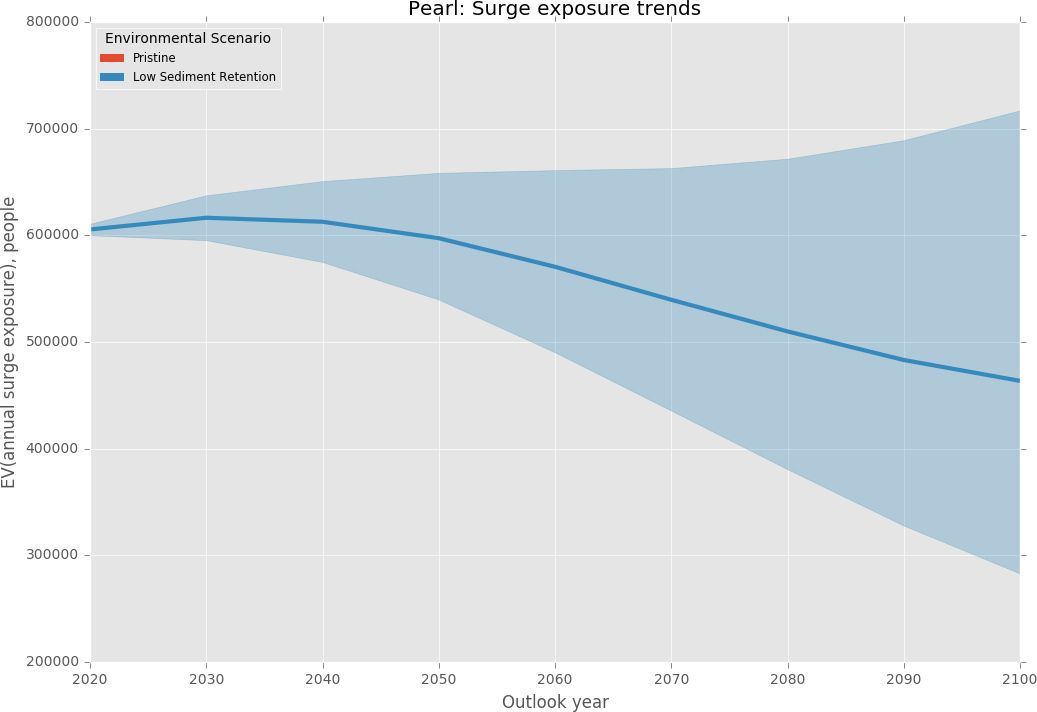 Pearl: Surge exposure trends
800000
700000
600000
500000
400000
300000
200000
EV(annual surge exposure), people
Environmental Scenario
Pristine
Low Sediment Retention
2020 2030 2040 2050 2060 2070 2080 2090 2100
Outlook year